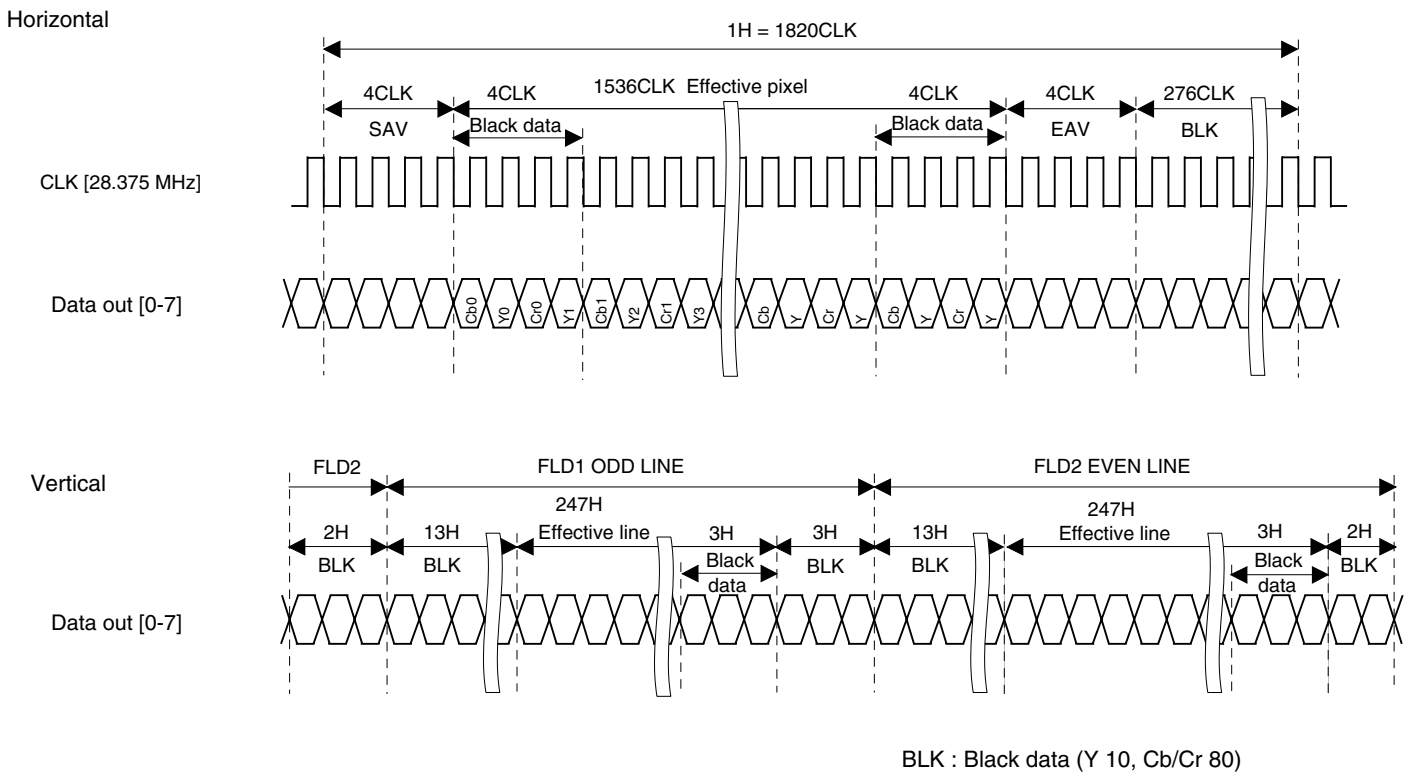 Horizontal
1H = 1820CLK
4CLK
4CLK
1536CLK Effective pixel
4CLK
4CLK
276CLK
SAV
Black data
Black data
EAV
BLK
CLK [28.375 MHz]
Data out [0-7]
Cb0
Y0
Cr0
Y1
Cb1
Y2
Cr1
Y3
Cb
Y
Cr
Y
Cb
Y
Cr
Y
Vertical
FLD2
FLD1 ODD LINE
FLD2 EVEN LINE
2H
13H
247H
Effective line
3H
3H
13H
247H
Effective line
3H
2H
BLK
BLK
Black
data
BLK
BLK
Black
data
BLK
Data out [0-7]
BLK : Black data (Y 10, Cb/Cr 80)